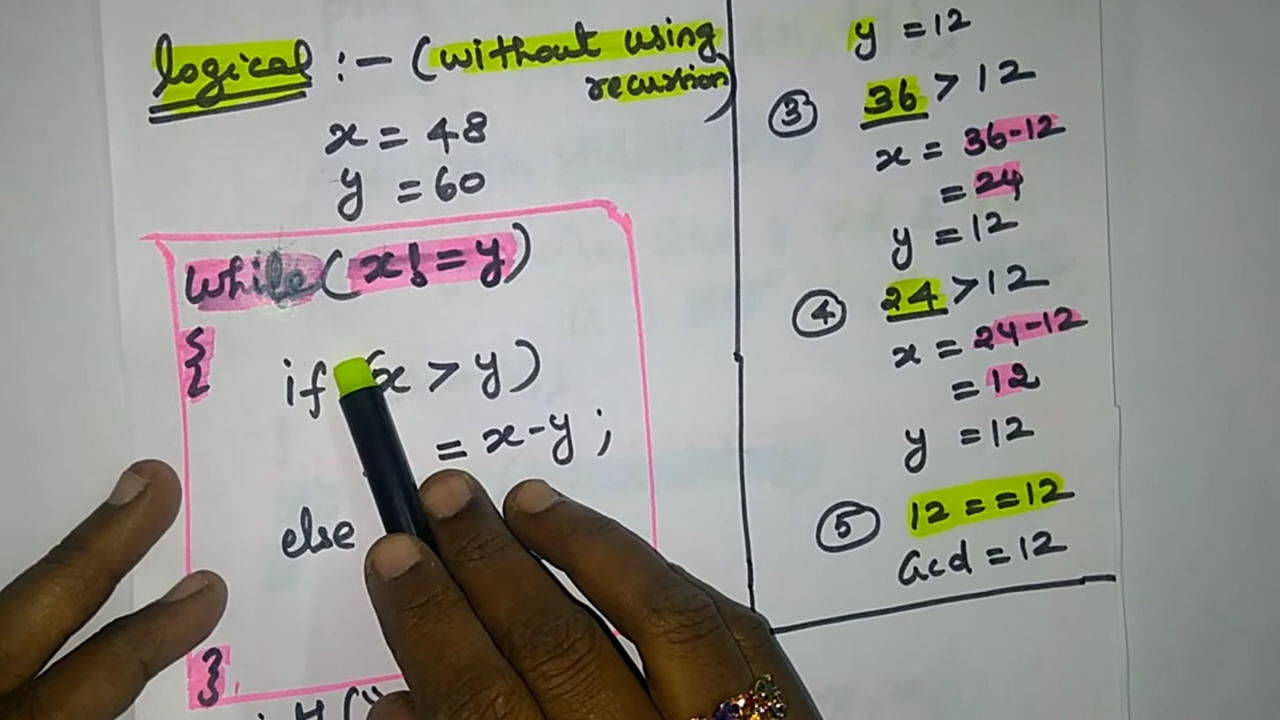 logical :- (without using
recursion)
x = 48
y = 60
while (x! = y)
{
if (x > y)
= x-y ;
else
}
y = 12
③ 36 > 12
x = 36-12
= 24
y = 12
④ 24 > 12
x = 24-12
= 12
y = 12
⑤ 12 = = 12
Gcd = 12